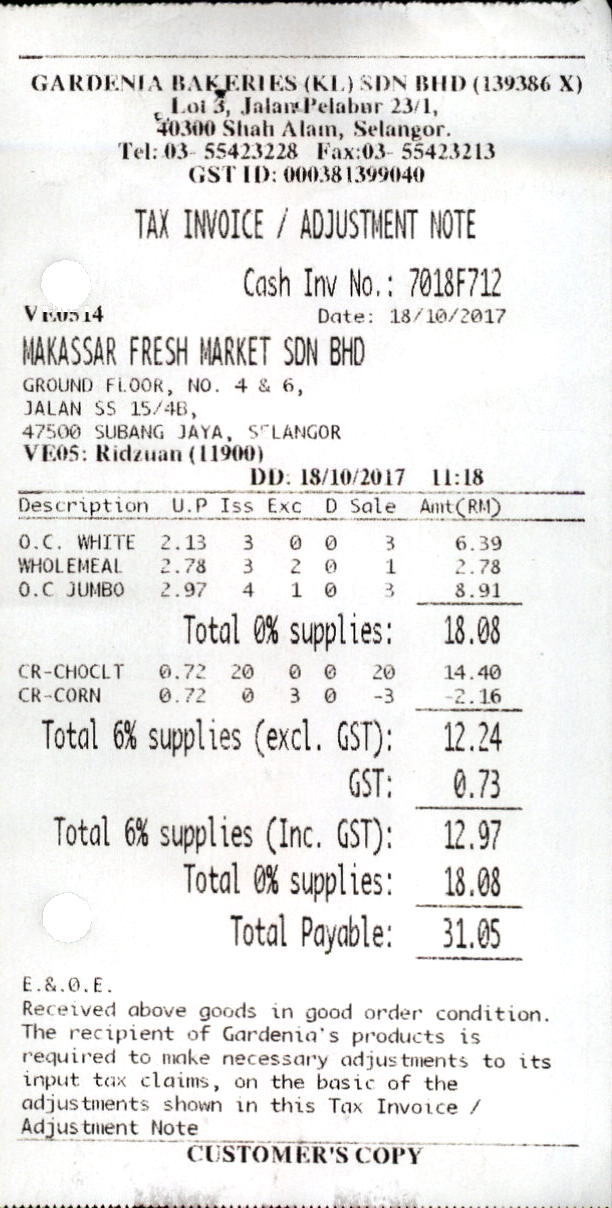 GARDENIA BAKERIES (KL) SDN BHD (139386 X)
Lot 3, Jalan Pelabur 23/1,
40300 Shah Alam, Selangor.
Tel: 03- 55423228 Fax:03- 55423213
GST ID: 000381399040
TAX INVOICE / ADJUSTMENT NOTE
Cash Inv No.: 7018F712
VE0514 Date: 18/10/2017
MAKASSAR FRESH MARKET SDN BHD
GROUND FLOOR, NO. 4 & 6,
JALAN SS 15/4B,
47500 SUBANG JAYA, SELANGOR
VE05: Ridzuan (11900)
DD: 18/10/2017 11:18
Description U.P Iss Exc D Sale Amt(RM)
O.C. WHITE 2.13 3 0 0 3 6.39
WHOLEMEAL 2.78 3 2 0 1 2.78
O.C JUMBO 2.97 4 1 0 3 8.91
Total 0% supplies: 18.08
CR-CHOCLT 0.72 20 0 0 20 14.40
CR-CORN 0.72 0 3 0 -3 -2.16
Total 6% supplies (excl. GST): 12.24
GST: 0.73
Total 6% supplies (Inc. GST): 12.97
Total 0% supplies: 18.08
Total Payable: 31.05
E.&.O.E.
Received above goods in good order condition.
The recipient of Gardenia's products is
required to make necessary adjustments to its
input tax claims, on the basic of the
adjustments shown in this Tax Invoice /
Adjustment Note
CUSTOMER'S COPY